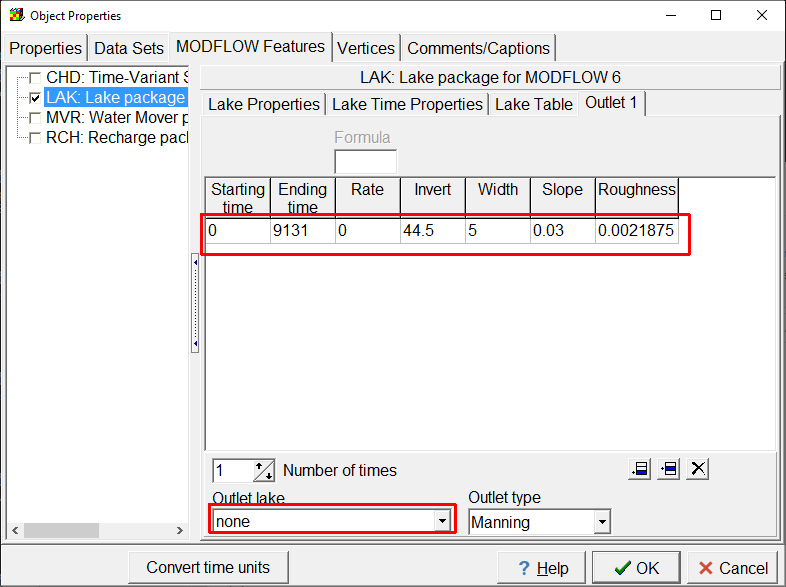 Object Properties
Properties Data Sets MODFLOW Features Vertices Comments/Captions
CHD: Time-Variant S
LAK: Lake package
MVR: Water Mover p
RCH: Recharge pack
LAK: Lake package for MODFLOW 6
Lake Properties Lake Time Properties Lake Table Outlet 1
Formula
Starting time Ending time Rate Invert Width Slope Roughness
0 9131 0 44.5 5 0.03 0.0021875
1 Number of times
Outlet lake Outlet type
none Manning
Convert time units ? Help OK Cancel